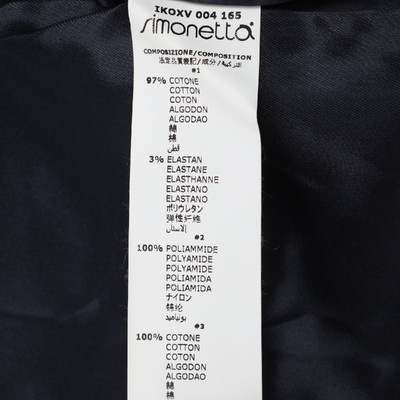 IKOXV 004 165
simonetta
COMPOSIZIONE/COMPOSITION
#1
97% COTONE
COTTON
COTON
ALGODON
ALGODAO
綿
棉
قطن
3% ELASTAN
ELASTANE
ELASTHANNE
ELASTANO
ELASTANO
ポリウレタン
弹性纤维
#2
100% POLIAMMIDE
POLYAMIDE
POLYAMIDE
POLIAMIDA
POLIAMIDA
ナイロン
锦纶
#3
100% COTONE
COTTON
COTON
ALGODON
ALGODAO
綿
棉